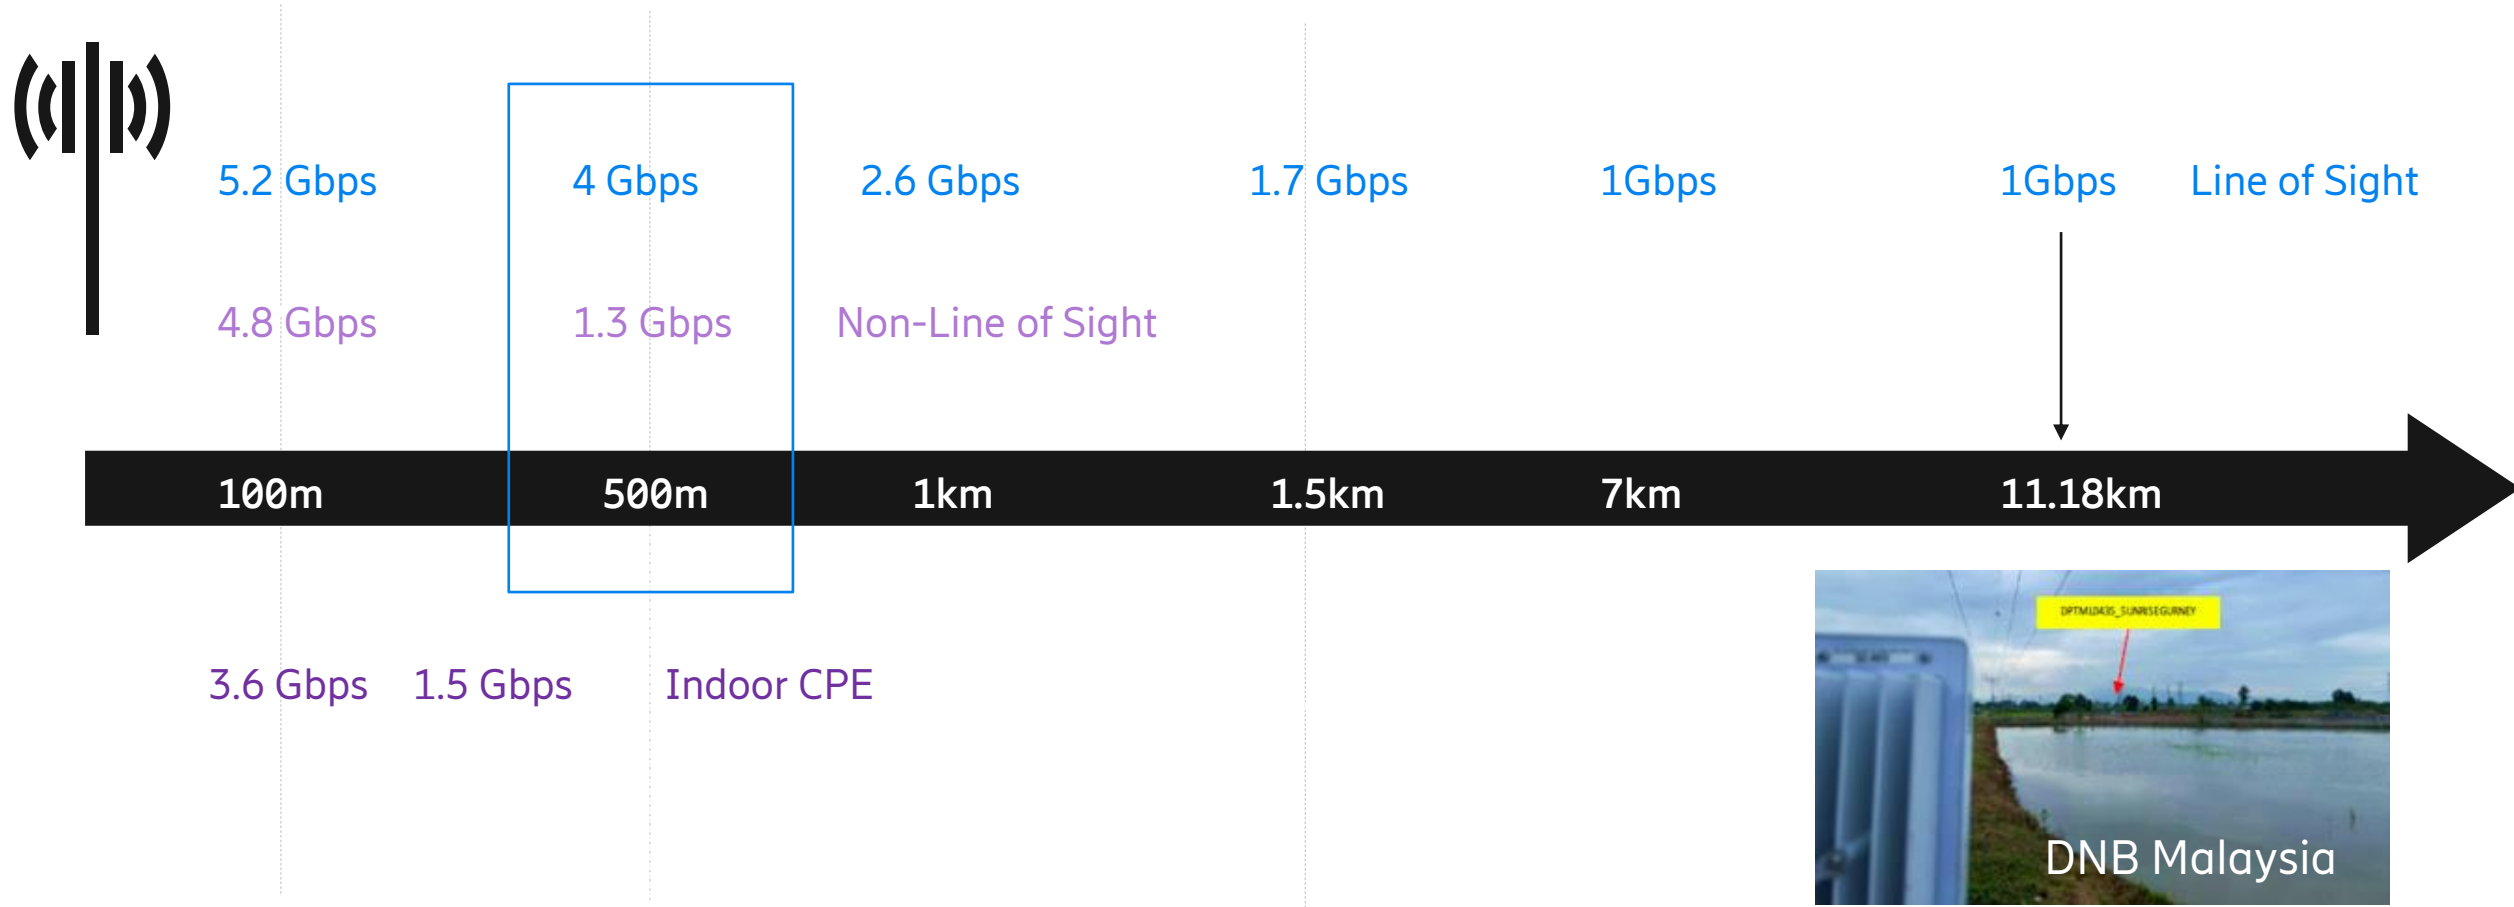 5.2 Gbps 4 Gbps 2.6 Gbps 1.7 Gbps 1Gbps 1Gbps Line of Sight
4.8 Gbps 1.3 Gbps Non-Line of Sight
100m 500m 1km 1.5km 7km 11.18km
3.6 Gbps 1.5 Gbps Indoor CPE
DNB Malaysia